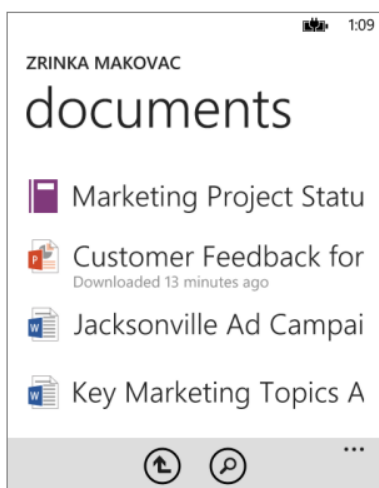 1:09
ZRINKA MAKOVAC
documents
Marketing Project Statu
Customer Feedback for
Downloaded 13 minutes ago
Jacksonville Ad Campai
Key Marketing Topics A